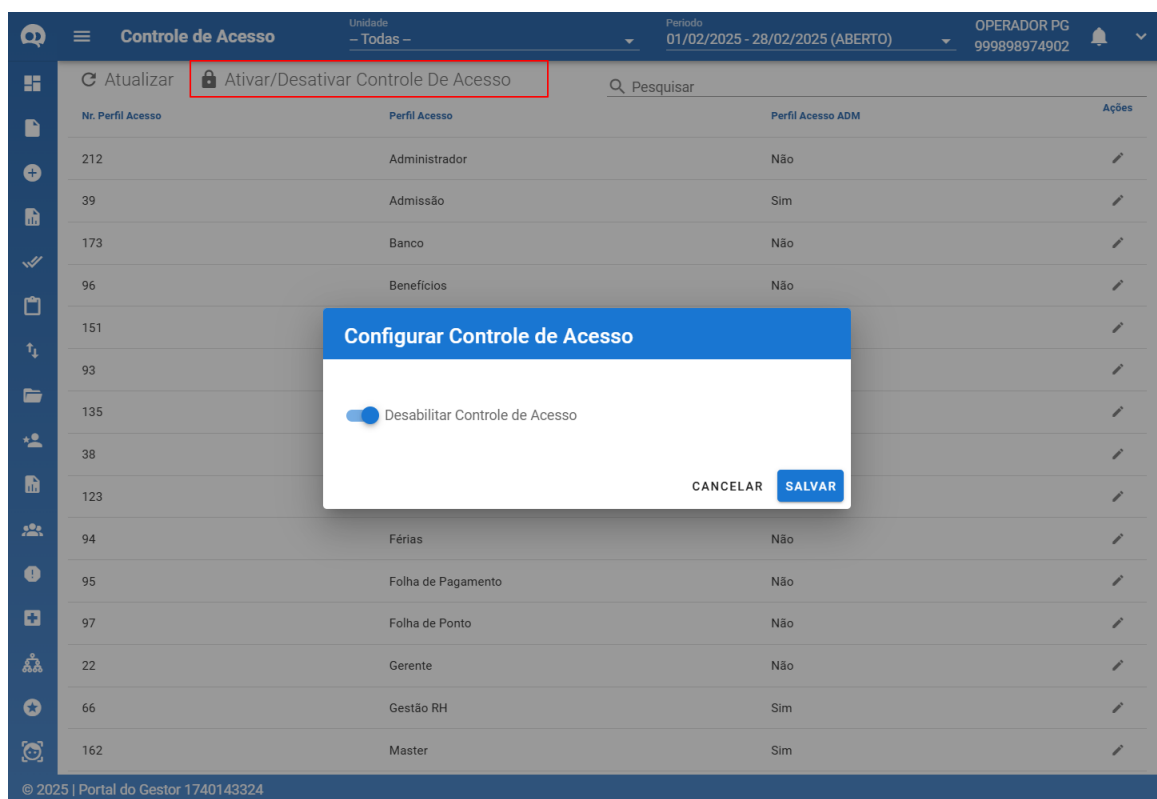 Controle de Acesso
Unidade
-- Todas --
Período
01/02/2025 - 28/02/2025 (ABERTO)
OPERADOR PG
999898974902
Atualizar
Ativar/Desativar Controle De Acesso
Pesquisar
Nr. Perfil Acesso Perfil Acesso Perfil Acesso ADM Ações
212 Administrador Não
39 Admissão Sim
173 Banco Não
96 Benefícios Não
151
93
135
38
123
Configurar Controle de Acesso
Desabilitar Controle de Acesso
CANCELAR SALVAR
94 Férias Não
95 Folha de Pagamento Não
97 Folha de Ponto Não
22 Gerente Não
66 Gestão RH Sim
162 Master Sim
© 2025 | Portal do Gestor 1740143324